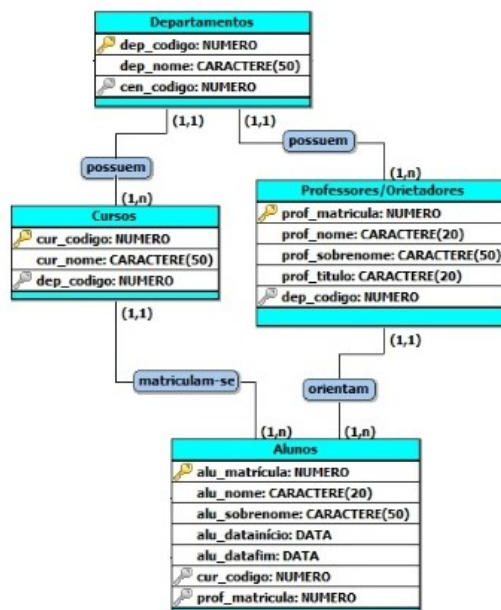 Departamentos
dep_codigo: NUMERO
dep_nome: CARACTERE(50)
cen_codigo: NUMERO
(1,1)
(1,1)
possuem
possuem
(1,n)
(1,n)
Cursos
cur_codigo: NUMERO
cur_nome: CARACTERE(50)
dep_codigo: NUMERO
Professores/Orietadores
prof_matricula: NUMERO
prof_nome: CARACTERE(20)
prof_sobrenome: CARACTERE(50)
prof_titulo: CARACTERE(20)
dep_codigo: NUMERO
(1,1)
(1,1)
matriculam-se
orientam
(1,n)
(1,n)
Alunos
alu_matrícula: NUMERO
alu_nome: CARACTERE(20)
alu_sobrenome: CARACTERE(50)
alu_datainício: DATA
alu_datafim: DATA
cur_codigo: NUMERO
prof_matricula: NUMERO